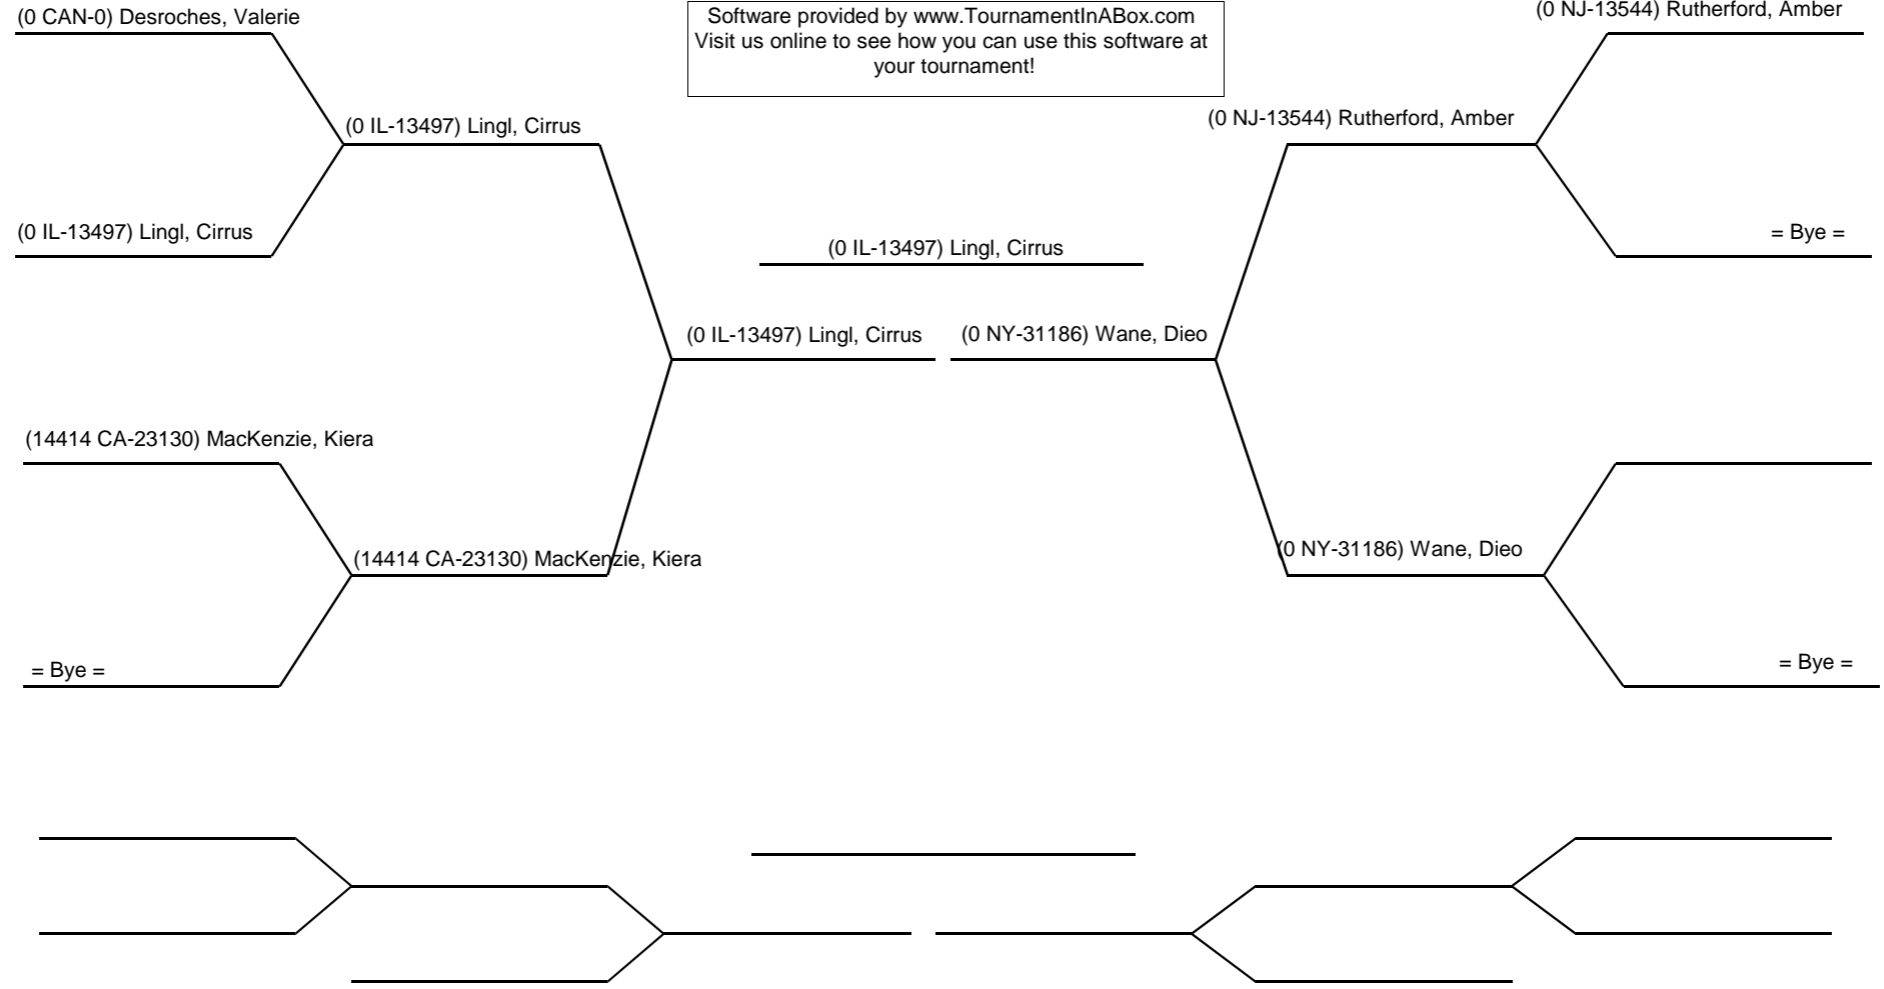 (0 CAN-0) Desroches, Valerie
Software provided by www.TournamentInABox.com
Visit us online to see how you can use this software at
your tournament!
(0 NJ-13544) Rutherford, Amber
(0 IL-13497) Lingl, Cirrus
(0 NJ-13544) Rutherford, Amber
(0 IL-13497) Lingl, Cirrus
(0 IL-13497) Lingl, Cirrus
= Bye =
(0 IL-13497) Lingl, Cirrus
(0 NY-31186) Wane, Dieo
(14414 CA-23130) MacKenzie, Kiera
(14414 CA-23130) MacKenzie, Kiera
(0 NY-31186) Wane, Dieo
= Bye =
= Bye =